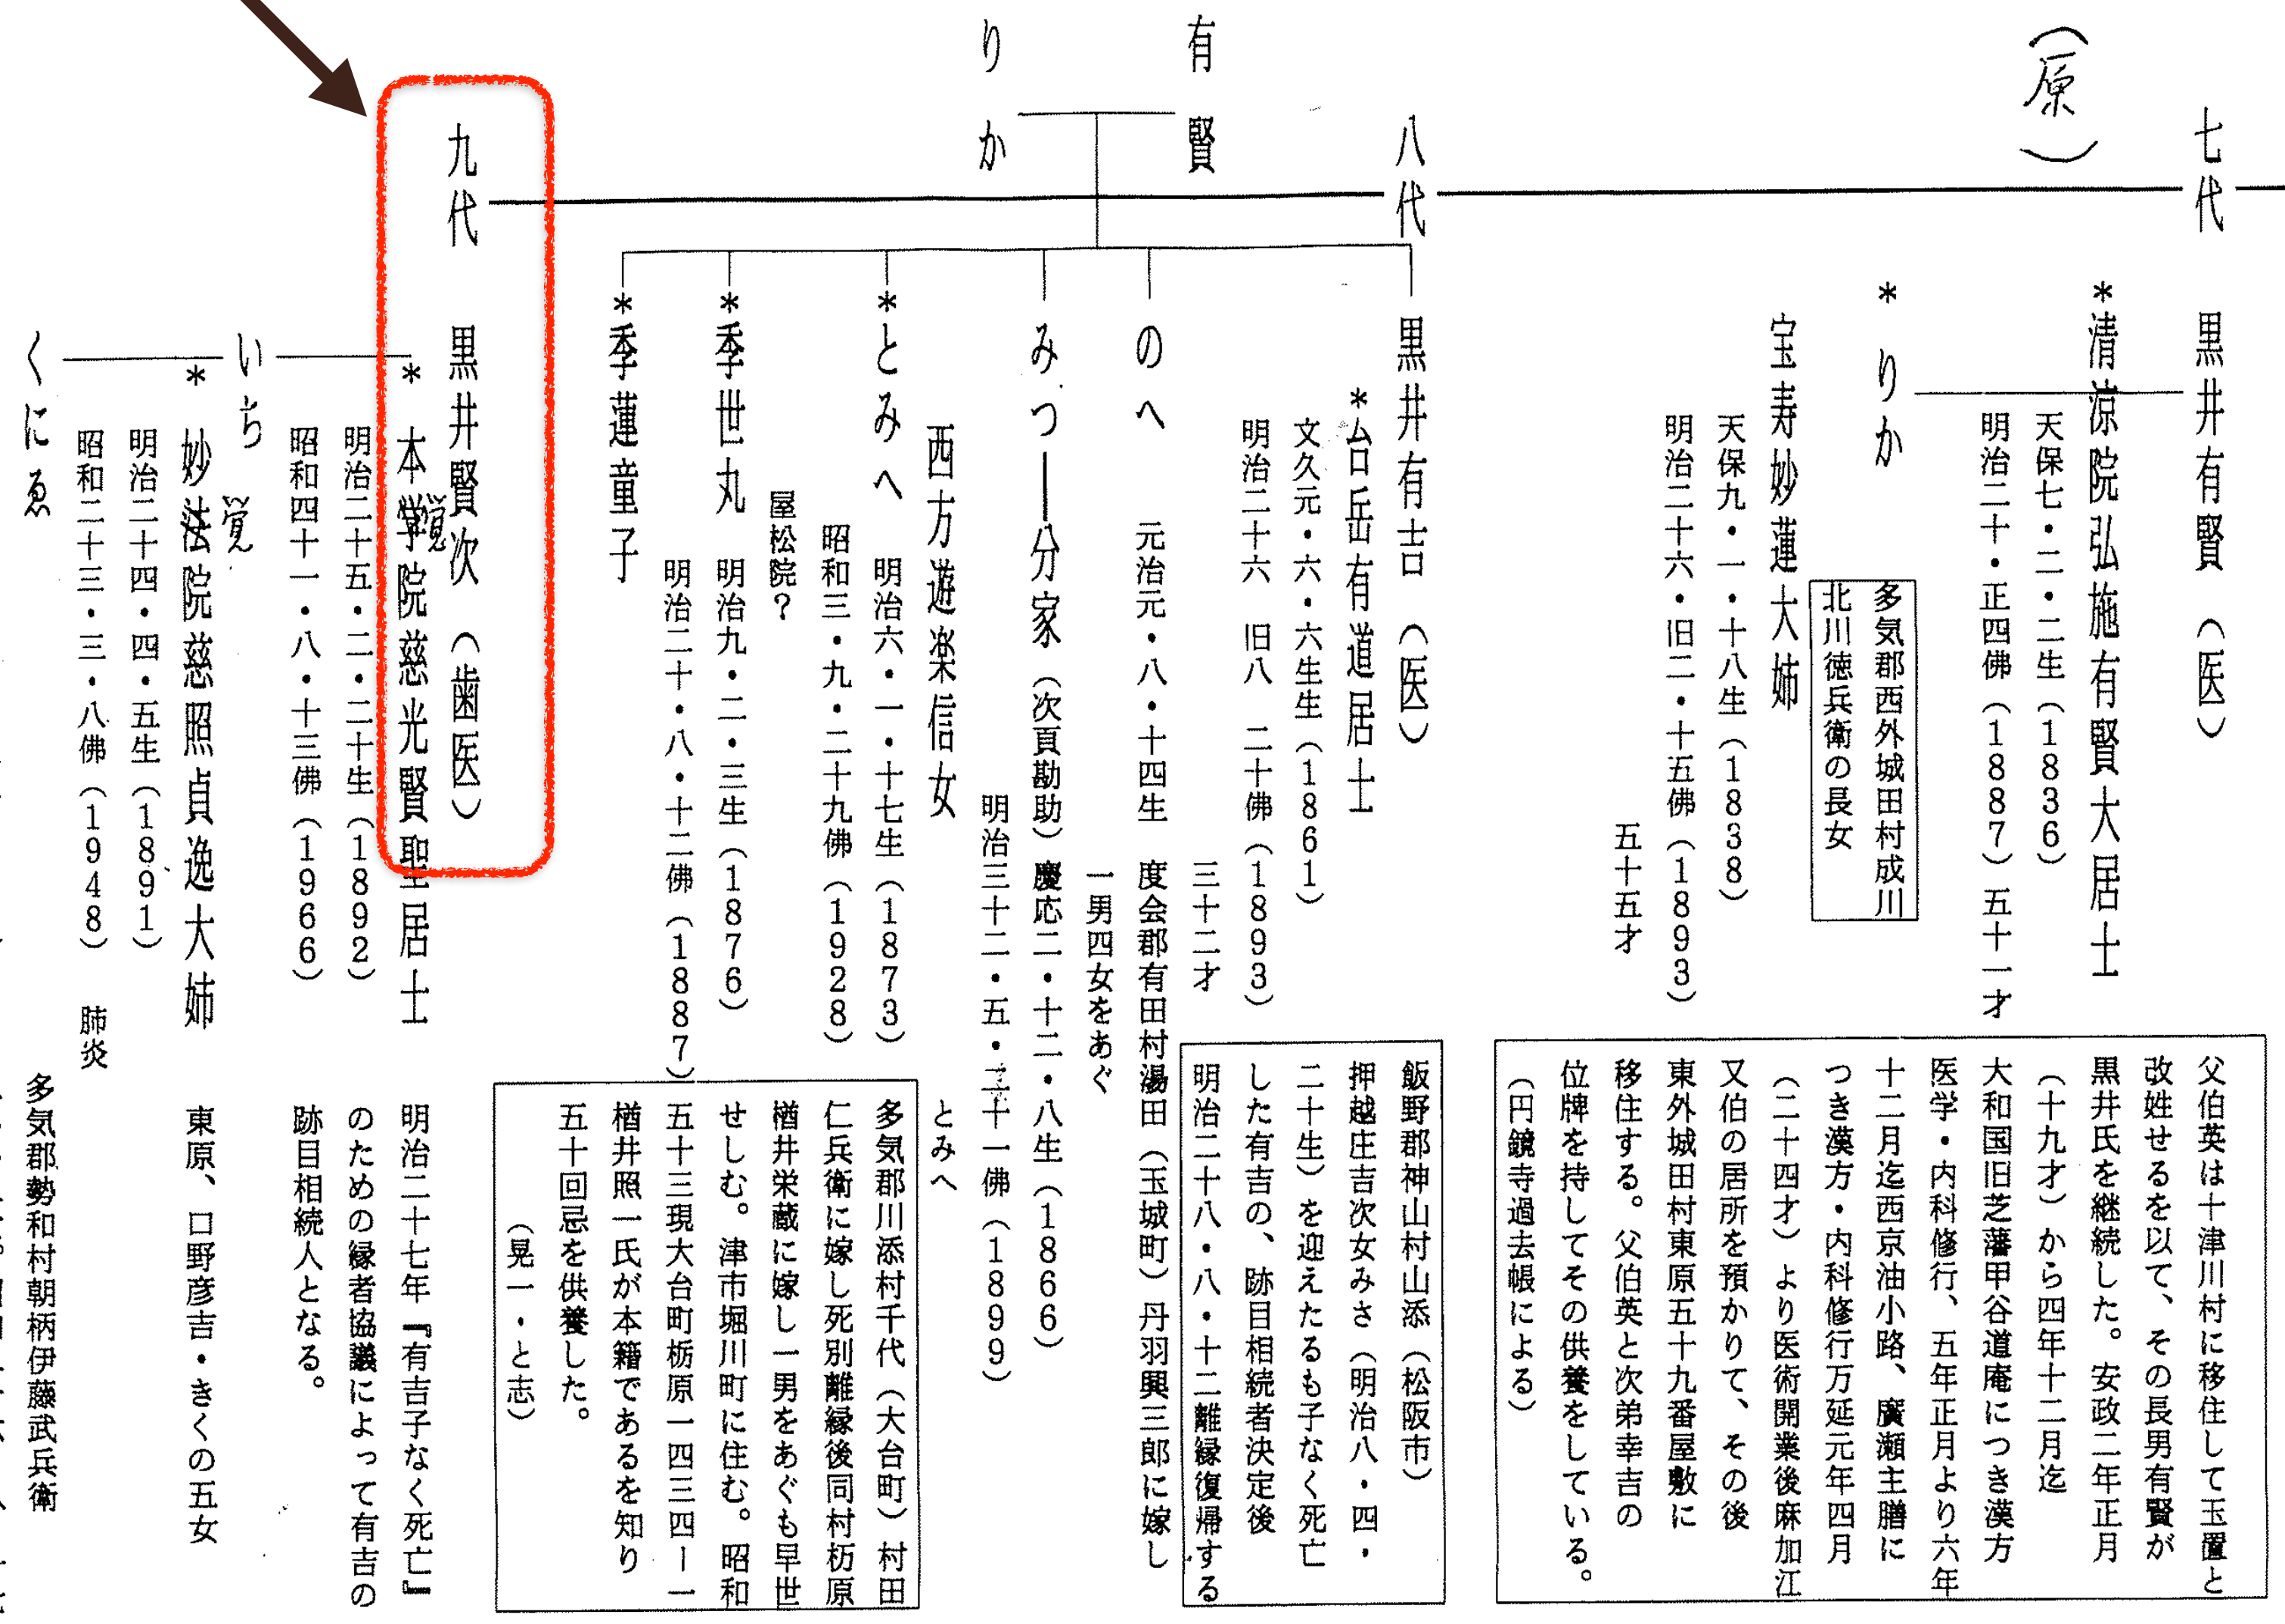 (原)
七代 黒井有賢(医)
*清涼院弘施有賢大居士
天保七・二・二生(1836)
明治二十・正四佛(1887)五十一才
*りか
多気郡西外城田村成川
北川徳兵衛の長女
宝寿妙蓮大姉
天保九・一・十八生(1838)
明治二十六・旧二・十五佛(1893)
五十五才
父伯英は十津川村に移住して玉置と
改姓せるを以て、その長男有賢が
黒井氏を継続した。安政二年正月
(十九才)から四年十二月迄
大和国旧芝藩甲谷道庵につき漢方
医学・内科修行、五年正月より六年
十二月迄西京油小路、廣瀬主膳に
つき漢方・内科修行万延元年四月
(二十四才)より医術開業後麻加江
又伯の居所を預かりて、その後
東外城田村東原五十九番屋敷に
移住する。父伯英と次弟幸吉の
位牌を持してその供養をしている。
(円鏡寺過去帳による)
有賢
りか
八代 黒井有吉(医)
*台岳有道居士
文久元・六・六生生(1861)
明治二十六 旧八 二十佛(1893)
三十二才
飯野郡神山村山添(松阪市)
押越庄吉次女みさ(明治八・四・
二十生)を迎えたるも子なく死亡
した有吉の、跡目相続者決定後
明治二十八・八・十二離縁復帰する
のへ 元治元・八・十四生 度会郡有田村湯田(玉城町)丹羽興三郎に嫁し
一男四女をあぐ
みつ―分家(次頁勘助)慶応二・十二・八生(1866)
明治三十二・五・二十一佛(1899)
西方遊楽信女 とみへ
*とみへ 明治六・一・十七生(1873)
昭和三・九・二十九佛(1928)
屋松院?
多気郡川添村千代(大台町)村田
仁兵衛に嫁し死別離縁後同村栃原
楢井栄蔵に嫁し一男をあぐも早世
せしむ。津市堀川町に住む。昭和
五十三現大台町栃原一四三四ー一
楢井照一氏が本籍であるを知り
五十回忌を供養した。
(晃一・と志)
*季世丸 明治九・二・三生(1876)
明治二十・八・十二佛(1887)
*季蓮童子
九代 黒井賢次(歯医)
覚
*本学院慈光賢聖居士
明治二十五・二・二十生(1892)
昭和四十一・八・十三佛(1966)
明治二十七年『有吉子なく死亡』
のための縁者協議によって有吉の
跡目相続人となる。
いち
覚
*妙法院慈照貞逸大姉 東原、口野彦吉・きくの五女
明治二十四・四・五生(1891)
昭和二十三・三・八佛(1948) 肺炎
くにゑ 多気郡勢和村朝柄伊藤武兵衛